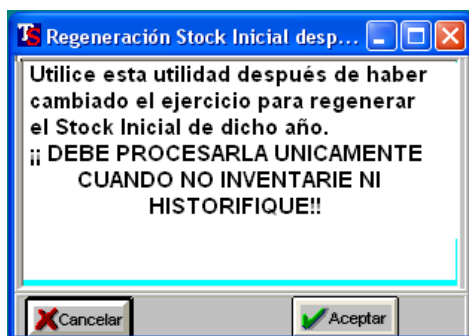 TS Regeneración Stock Inicial desp...
Utilice esta utilidad después de haber
cambiado el ejercicio para regenerar
el Stock Inicial de dicho año.
¡¡ DEBE PROCESARLA UNICAMENTE
CUANDO NO INVENTARIE NI
HISTORIFIQUE!!
Cancelar Aceptar